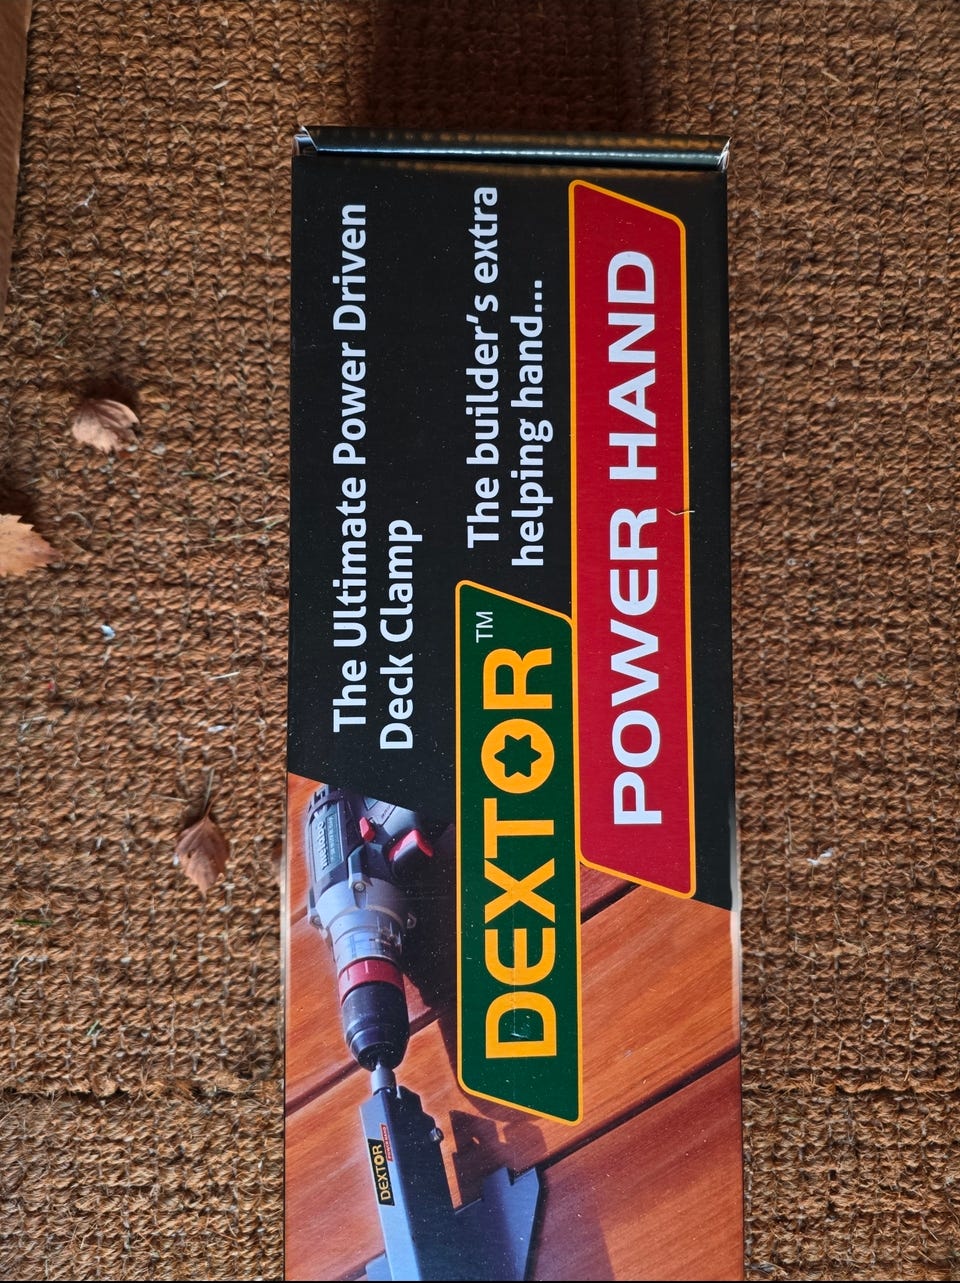 The Ultimate Power Driven
Deck Clamp
The builder's extra
helping hand...
DEXTOR™
POWER HAND
DEXTOR